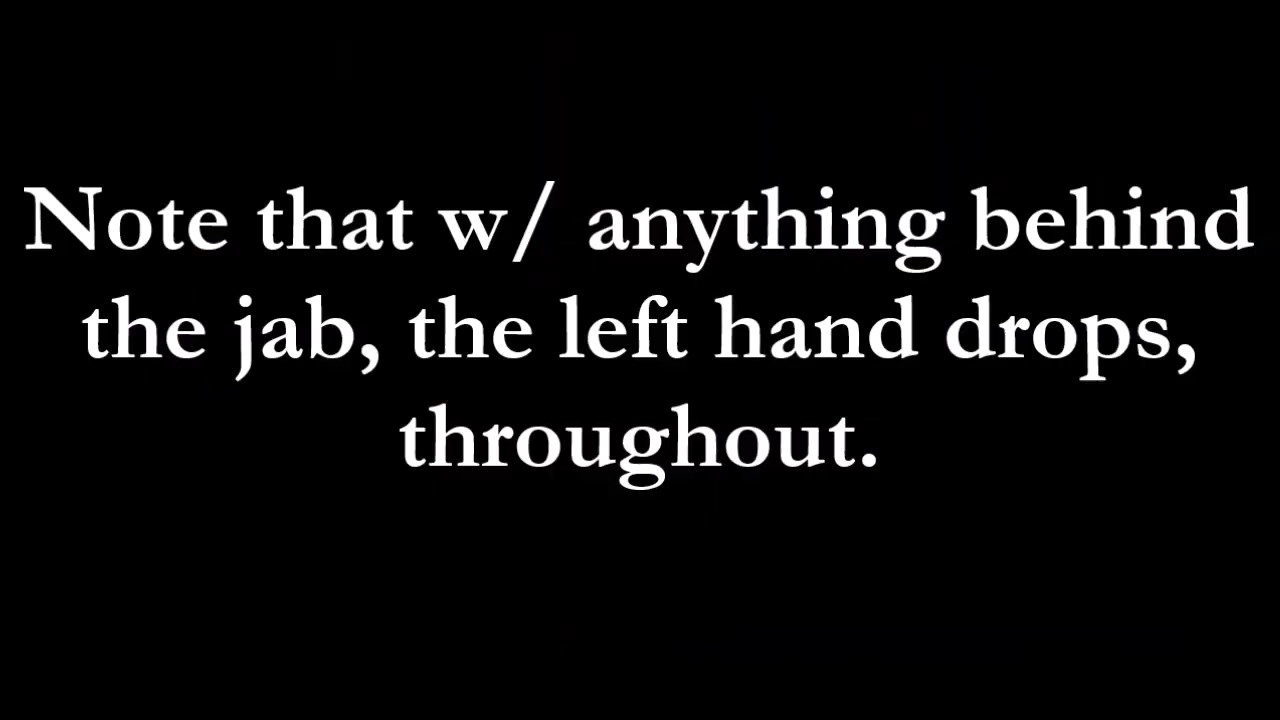 Note that w/ anything behind
the jab, the left hand drops,
throughout.